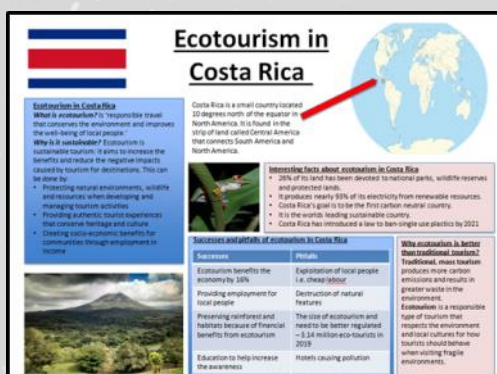 Ecotourism in
Costa Rica
Ecotourism in Costa Rica
What is ecotourism? Is 'responsible travel
that conserves the environment and improves
the well-being of local people.'
Why is it sustainable? Ecotourism is
sustainable tourism: it aims to increase the
benefits and reduce the negative impacts
caused by tourism for destinations. This can
be done by:
• Protecting natural environments, wildlife
and resources when developing and
managing tourism activities
• Providing authentic tourist experiences
that conserve heritage and culture
• Creating socio-economic benefits for
communities through employment in
income
Costa Rica is a small country located
10 degrees north of the equator in
North America. It is found in the
strip of land called Central America
that connects South America and
North America.
Interesting facts about ecotourism in Costa Rica
• 26% of its land has been devoted to national parks, wildlife reserves
and protected lands.
• It produces nearly 93% of its electricity from renewable resources.
• Costa Rica's goal is to be the first carbon neutral country.
• It is the worlds leading sustainable country.
• Costa Rica has introduced a law to ban single use plastics by 2021
Successes and pitfalls of ecotourism in Costa Rica
Successes Pitfalls
Ecotourism benefits the
economy by 16%
Exploitation of local people
i.e. cheap labour
Providing employment for
local people
Destruction of natural
features
Preserving rainforest and
habitats because of financial
benefits from ecotourism
The size of ecotourism and
need to be better regulated
– 3.14 million eco-tourists in
2019
Education to help increase
the awareness
Hotels causing pollution
Why ecotourism is better
than traditional tourism?
Traditional, mass tourism
produces more carbon
emissions and results in
greater waste in the
environment.
Ecotourism is a responsible
type of tourism that
respects the environment
and local cultures for how
tourists should behave
when visiting fragile
environments.